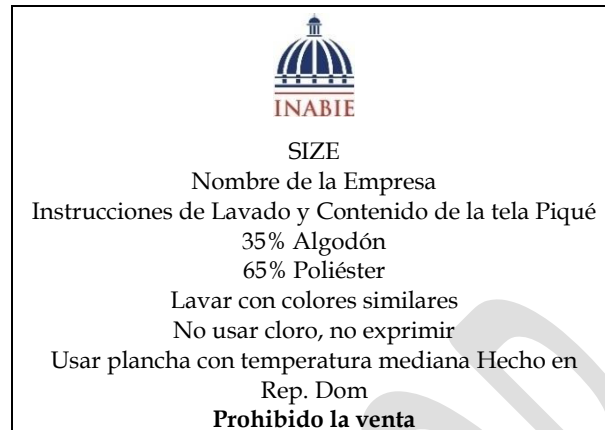 INABIE
SIZE
Nombre de la Empresa
Instrucciones de Lavado y Contenido de la tela Piqué
35% Algodón
65% Poliéster
Lavar con colores similares
No usar cloro, no exprimir
Usar plancha con temperatura mediana Hecho en
Rep. Dom
Prohibido la venta